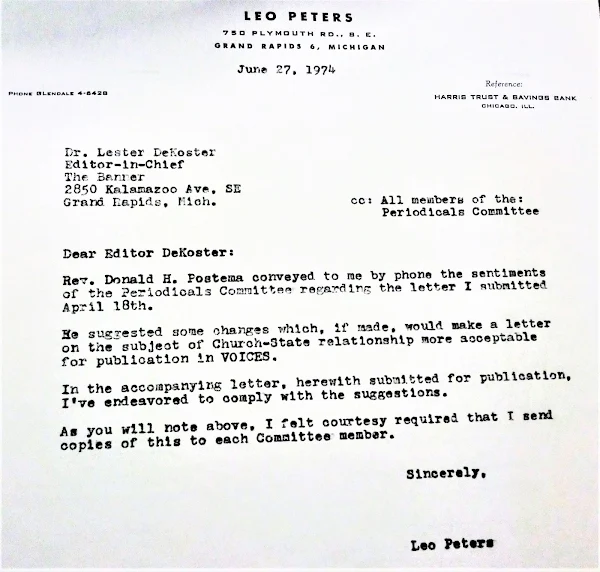 LEO PETERS
750 PLYMOUTH RD., S. E.
GRAND RAPIDS 6, MICHIGAN
June 27, 1974
PHONE GLENDALE 4-6428
Reference:
HARRIS TRUST & SAVINGS BANK
CHICAGO, ILL.
Dr. Lester DeKoster
Editor-in-Chief
The Banner
2850 Kalamazoo Ave, SE
Grand Rapids, Mich.
cc: All members of the:
Periodicals Committee
Dear Editor DeKoster:
Rev. Donald H. Postema conveyed to me by phone the sentiments
of the Periodicals Committee regarding the letter I submitted
April 18th.
He suggested some changes which, if made, would make a letter
on the subject of Church-State relationship more acceptable
for publication in VOICES.
In the accompanying letter, herewith submitted for publication,
I've endeavored to comply with the suggestions.
As you will note above, I felt courtesy required that I send
copies of this to each Committee member.
Sincerely,
Leo Peters